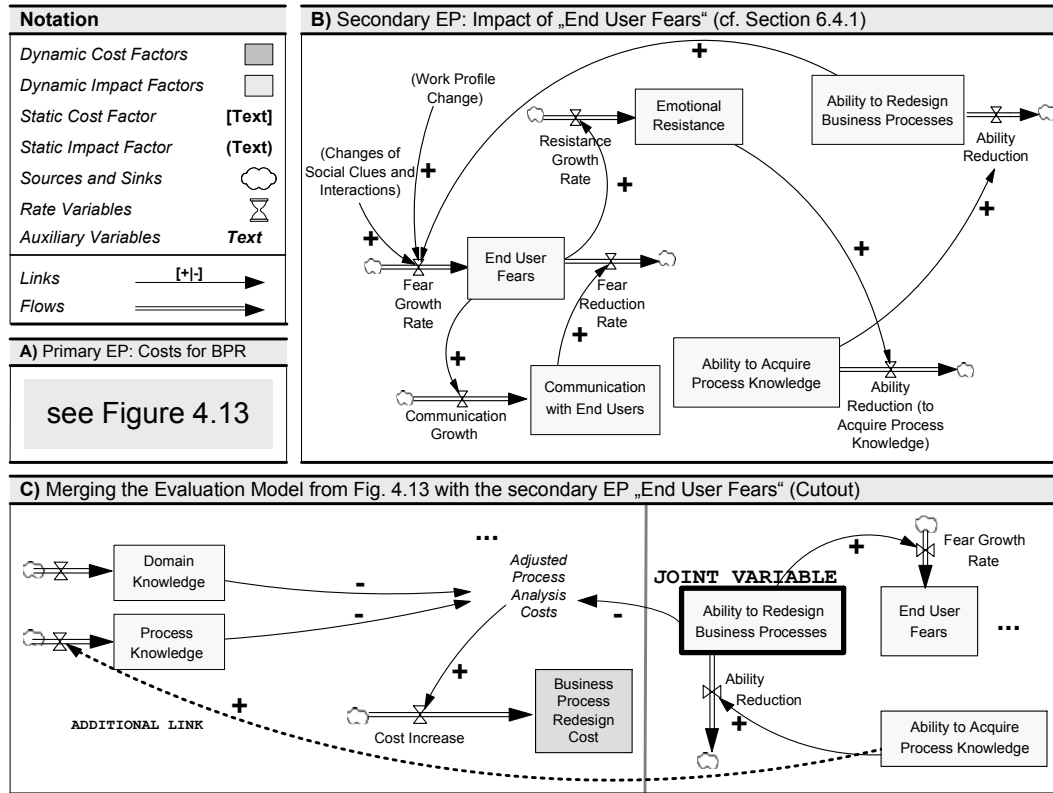 Notation
Dynamic Cost Factors
Dynamic Impact Factors
Static Cost Factor [Text]
Static Impact Factor (Text)
Sources and Sinks
Rate Variables
Auxiliary Variables Text
Links [+|-]
Flows
A) Primary EP: Costs for BPR
see Figure 4.13
B) Secondary EP: Impact of „End User Fears“ (cf. Section 6.4.1)
(Work Profile
Change)
(Changes of
Social Clues and
Interactions)
+
+
+
Resistance
Growth
Rate
Emotional
Resistance
Ability to Redesign
Business Processes
Ability
Reduction
+
+
+
Fear
Growth
Rate
End User
Fears
Fear
Reduction
Rate
+
+
Communication
Growth
Communication
with End Users
Ability to Acquire
Process Knowledge
Ability
Reduction (to
Acquire Process
Knowledge)
C) Merging the Evaluation Model from Fig. 4.13 with the secondary EP „End User Fears“ (Cutout)
Domain
Knowledge
-
Process
Knowledge
-
...
Adjusted
Process
Analysis
Costs
+
Cost Increase
Business
Process
Redesign
Cost
+
ADDITIONAL LINK
JOINT VARIABLE
Ability to Redesign
Business Processes
-
+
Fear Growth
Rate
End User
Fears
...
Ability
Reduction
+
Ability to Acquire
Process Knowledge